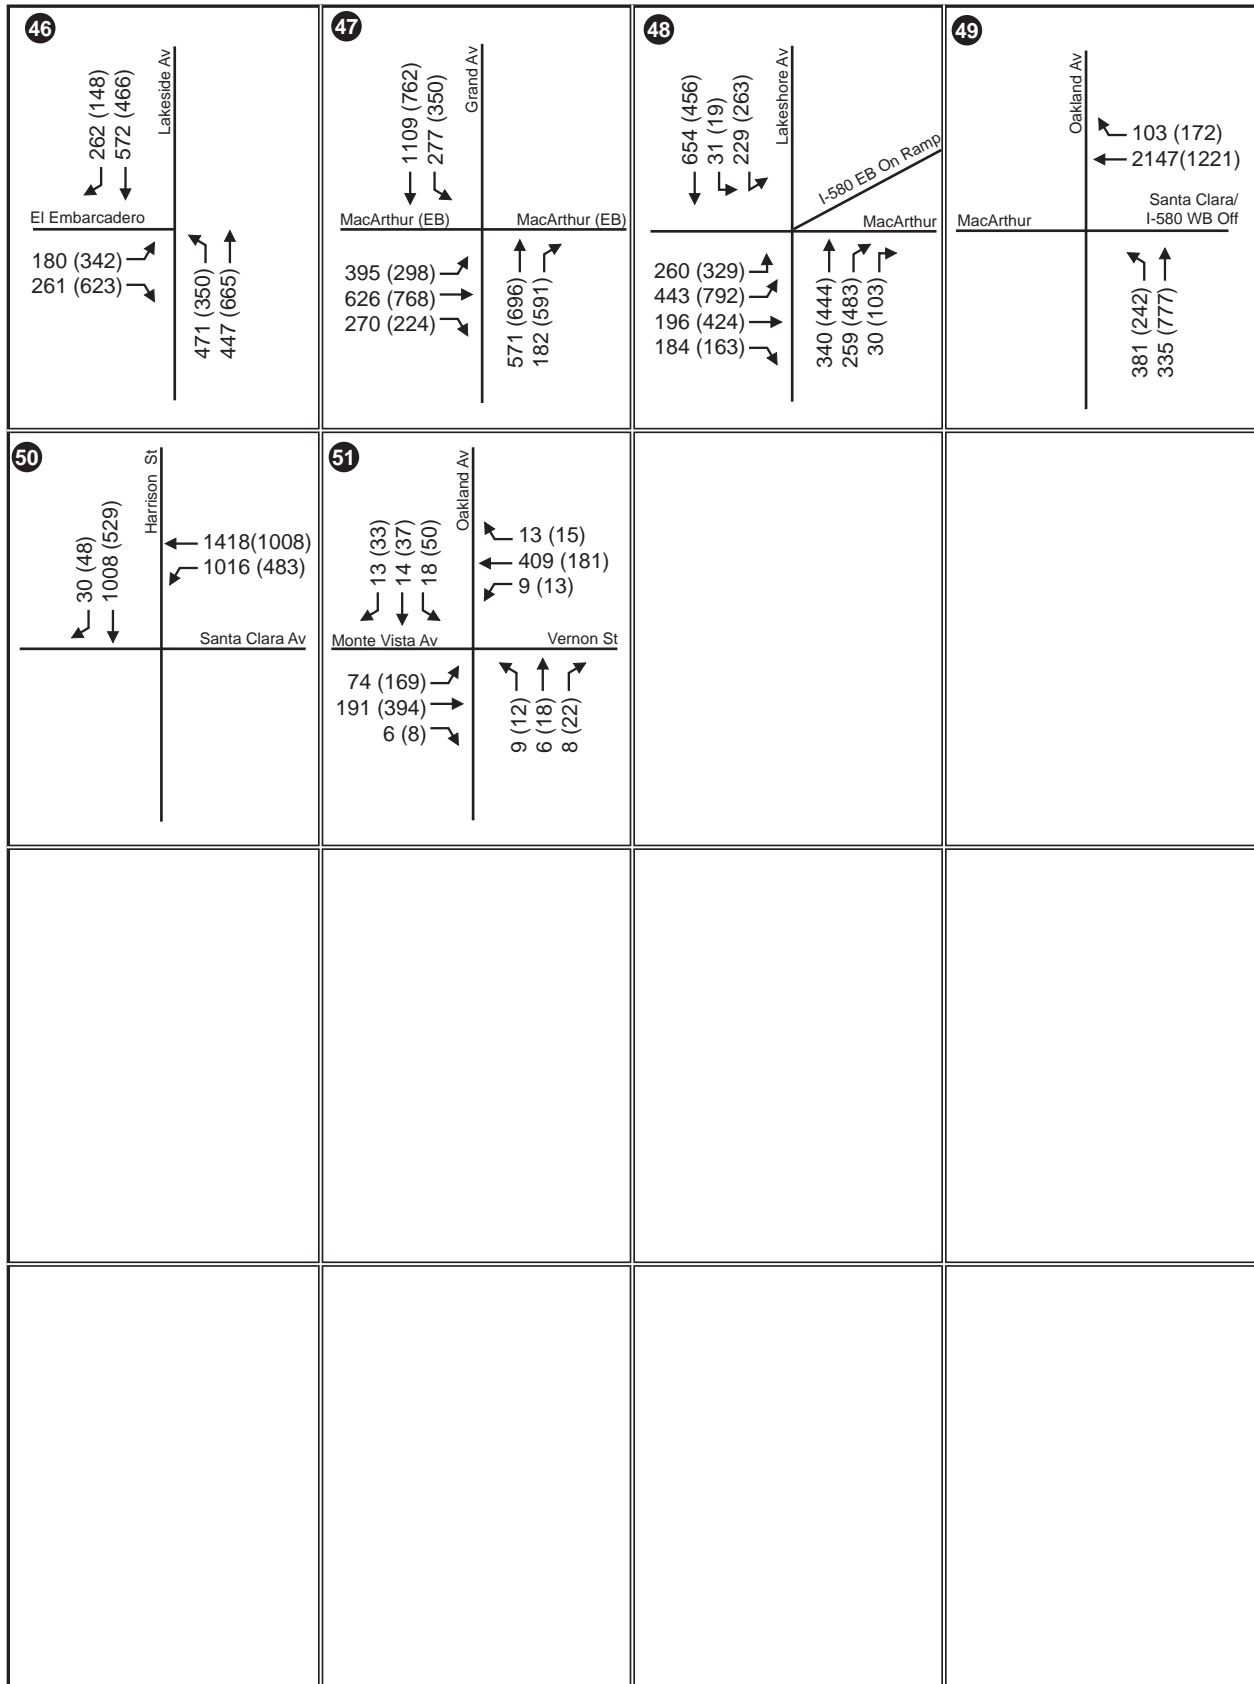 46
Lakeside Av
262 (148)
572 (466)
El Embarcadero
180 (342)
261 (623)
471 (350)
447 (665)
47
Grand Av
1109 (762)
277 (350)
MacArthur (EB)
MacArthur (EB)
395 (298)
626 (768)
270 (224)
571 (696)
182 (591)
48
Lakeshore Av
654 (456)
31 (19)
229 (263)
I-580 EB On Ramp
MacArthur
260 (329)
443 (792)
196 (424)
184 (163)
340 (444)
259 (483)
30 (103)
49
Oakland Av
103 (172)
2147(1221)
Santa Clara/
I-580 WB Off
MacArthur
381 (242)
335 (777)
50
Harrison St
30 (48)
1008 (529)
1418(1008)
1016 (483)
Santa Clara Av
51
Oakland Av
13 (33)
14 (37)
18 (50)
13 (15)
409 (181)
9 (13)
Monte Vista Av
Vernon St
74 (169)
191 (394)
6 (8)
9 (12)
6 (18)
8 (22)